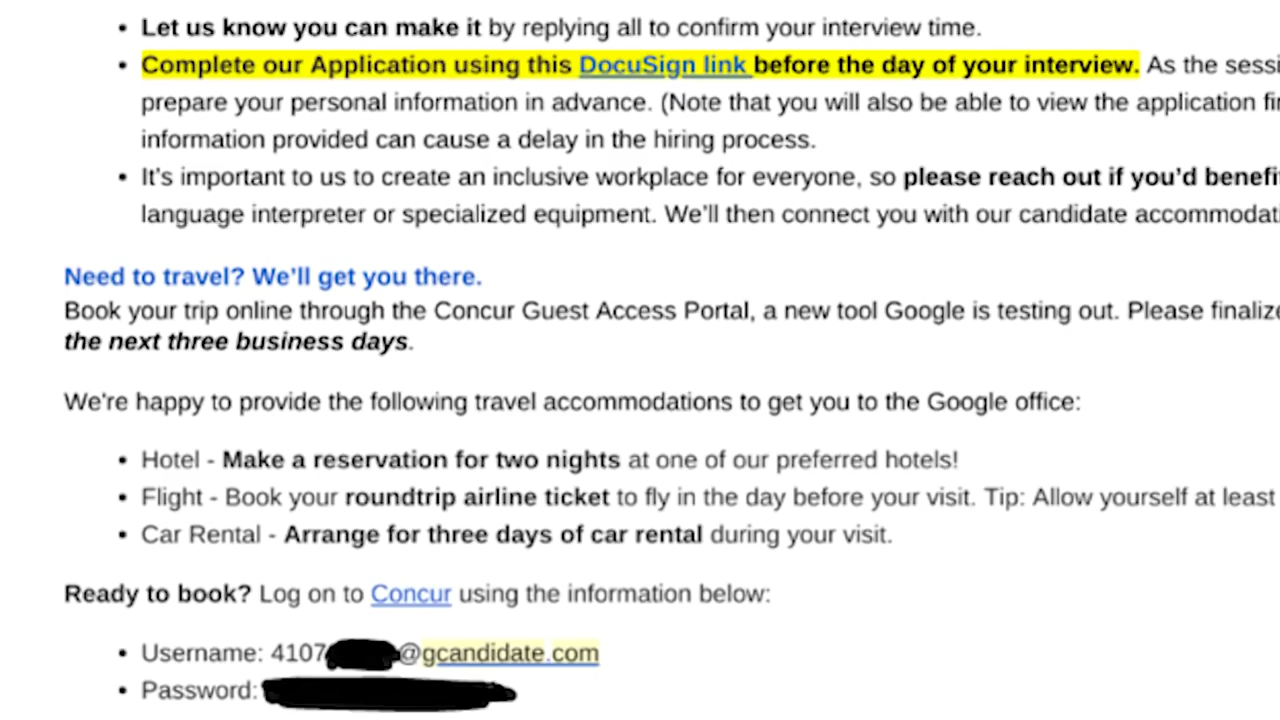 • Let us know you can make it by replying all to confirm your interview time.
• Complete our Application using this DocuSign link before the day of your interview. As the sessi
prepare your personal information in advance. (Note that you will also be able to view the application fi
information provided can cause a delay in the hiring process.
• It's important to us to create an inclusive workplace for everyone, so please reach out if you'd benefi
language interpreter or specialized equipment. We'll then connect you with our candidate accommodati
Need to travel? We'll get you there.
Book your trip online through the Concur Guest Access Portal, a new tool Google is testing out. Please finalize
the next three business days.
We're happy to provide the following travel accommodations to get you to the Google office:
• Hotel - Make a reservation for two nights at one of our preferred hotels!
• Flight - Book your roundtrip airline ticket to fly in the day before your visit. Tip: Allow yourself at least
• Car Rental - Arrange for three days of car rental during your visit.
Ready to book? Log on to Concur using the information below:
• Username: 4107 @gcandidate.com
• Password: